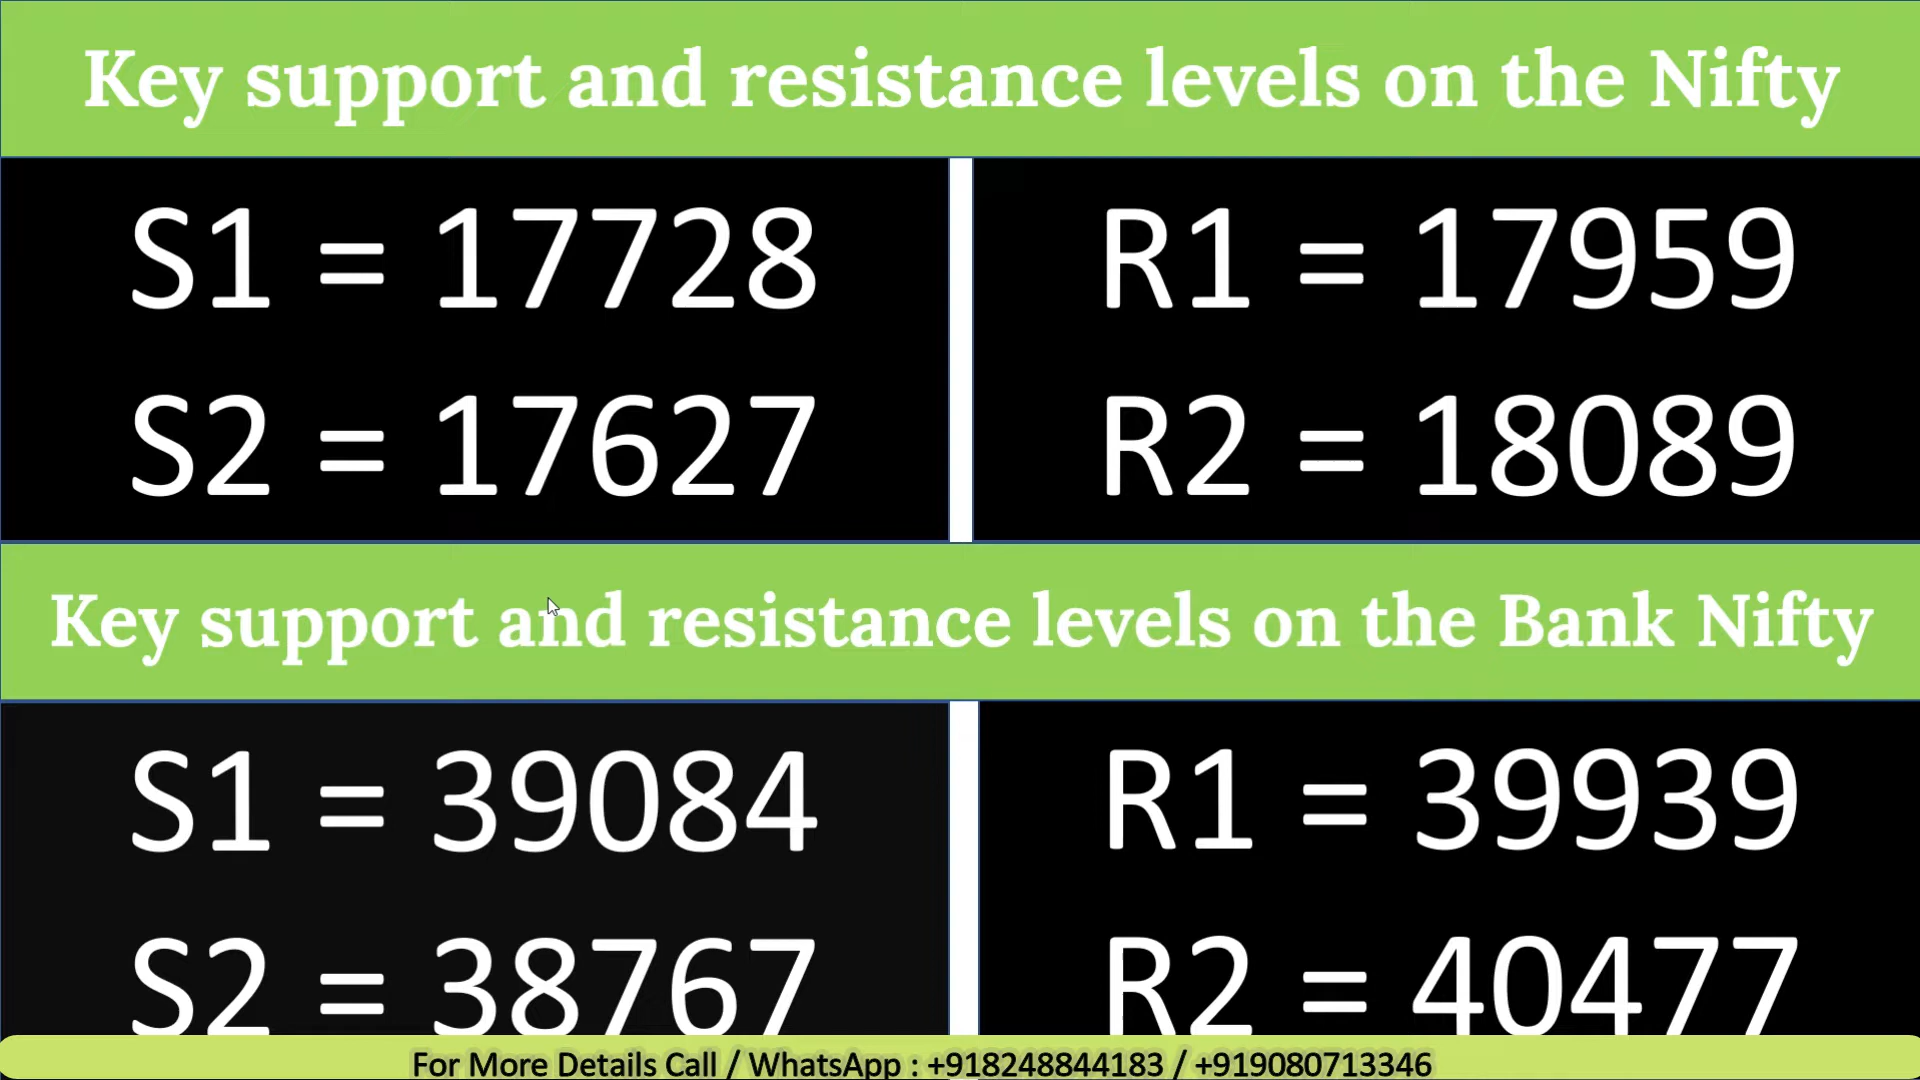 Key support and resistance levels on the Nifty
S1 = 17728
R1 = 17959
S2 = 17627
R2 = 18089
Key support and resistance levels on the Bank Nifty
S1 = 39084
R1 = 39939
S2 = 38767
R2 = 40477
For More Details Call / WhatsApp : +918248844183 / +919080713346